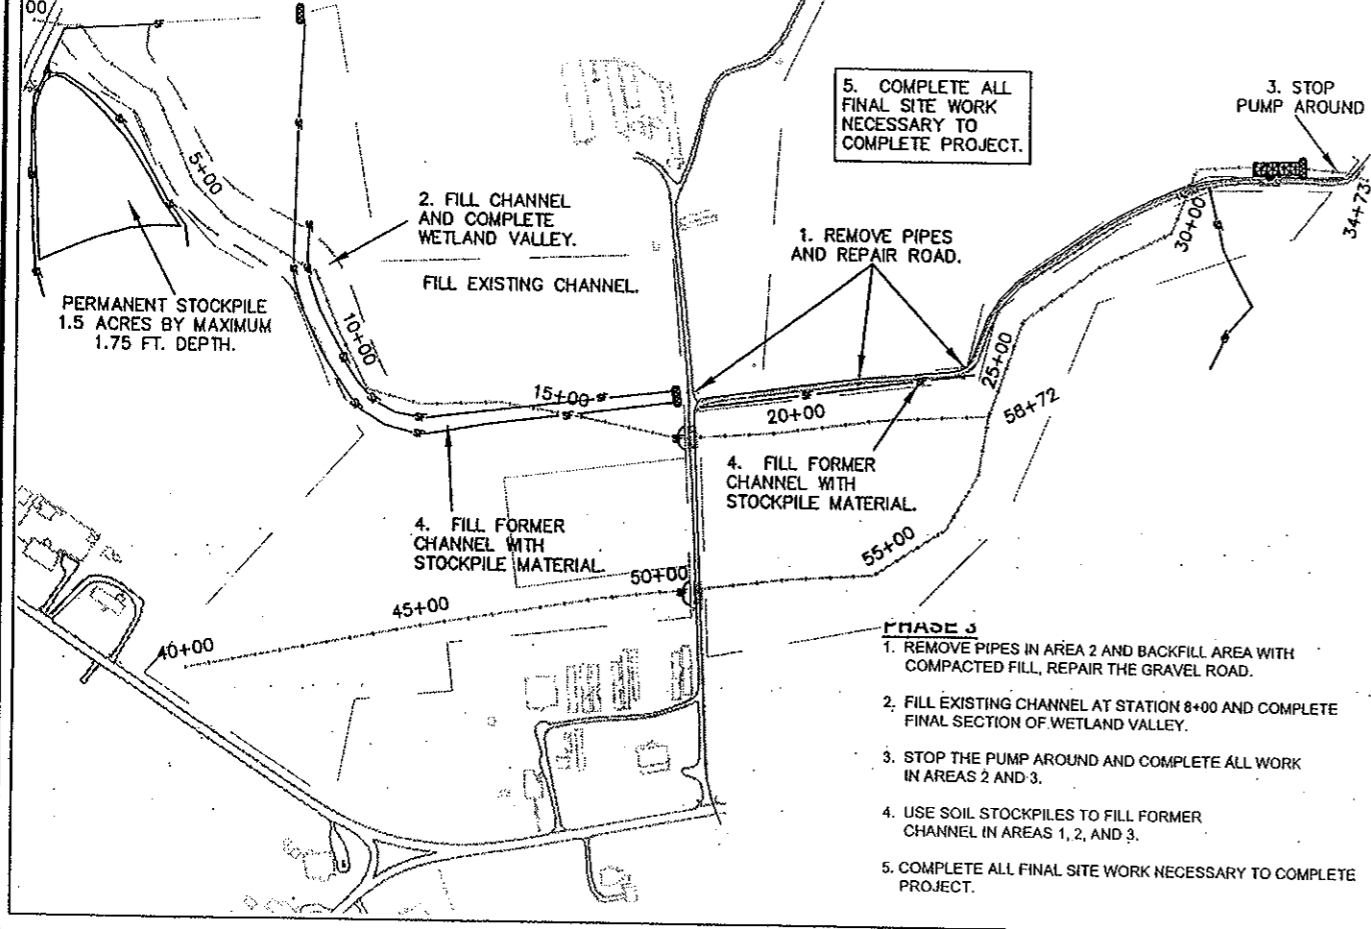 00
5. COMPLETE ALL
FINAL SITE WORK
NECESSARY TO
COMPLETE PROJECT.
3. STOP
PUMP AROUND
5+00
2. FILL CHANNEL
AND COMPLETE
WETLAND VALLEY.
FILL EXISTING CHANNEL.
1. REMOVE PIPES
AND REPAIR ROAD.
30+00
34+73
PERMANENT STOCKPILE
1.5 ACRES BY MAXIMUM
1.75 FT. DEPTH.
10+00
15+00
20+00
25+00
58+72
4. FILL FORMER
CHANNEL WITH
STOCKPILE MATERIAL.
4. FILL FORMER
CHANNEL WITH
STOCKPILE MATERIAL.
40+00
45+00
50+00
55+00
PHASE 3
1. REMOVE PIPES IN AREA 2 AND BACKFILL AREA WITH
COMPACTED FILL, REPAIR THE GRAVEL ROAD.
2. FILL EXISTING CHANNEL AT STATION 8+00 AND COMPLETE
FINAL SECTION OF WETLAND VALLEY.
3. STOP THE PUMP AROUND AND COMPLETE ALL WORK
IN AREAS 2 AND 3.
4. USE SOIL STOCKPILES TO FILL FORMER
CHANNEL IN AREAS 1, 2, AND 3.
5. COMPLETE ALL FINAL SITE WORK NECESSARY TO COMPLETE
PROJECT.